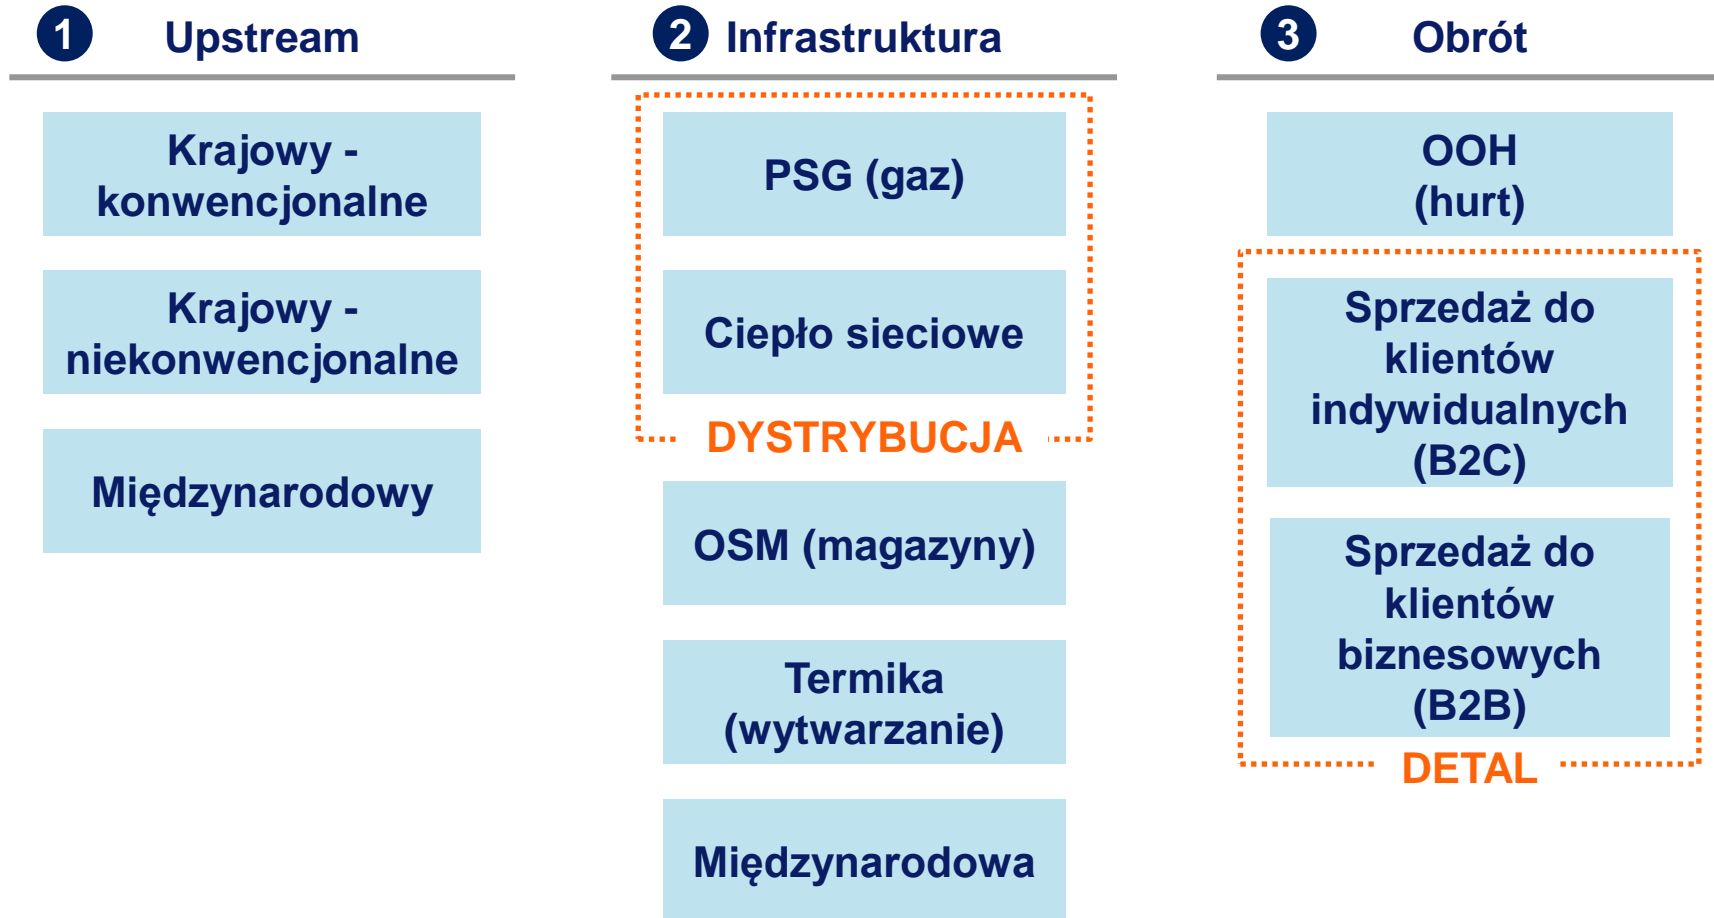 1 Upstream
Krajowy -
konwencjonalne
Krajowy -
niekonwencjonalne
Międzynarodowy
2 Infrastruktura
PSG (gaz)
Ciepło sieciowe
DYSTRYBUCJA
OSM (magazyny)
Termika
(wytwarzanie)
Międzynarodowa
3 Obrót
OOH
(hurt)
Sprzedaż do
klientów
indywidualnych
(B2C)
Sprzedaż do
klientów
biznesowych
(B2B)
DETAL